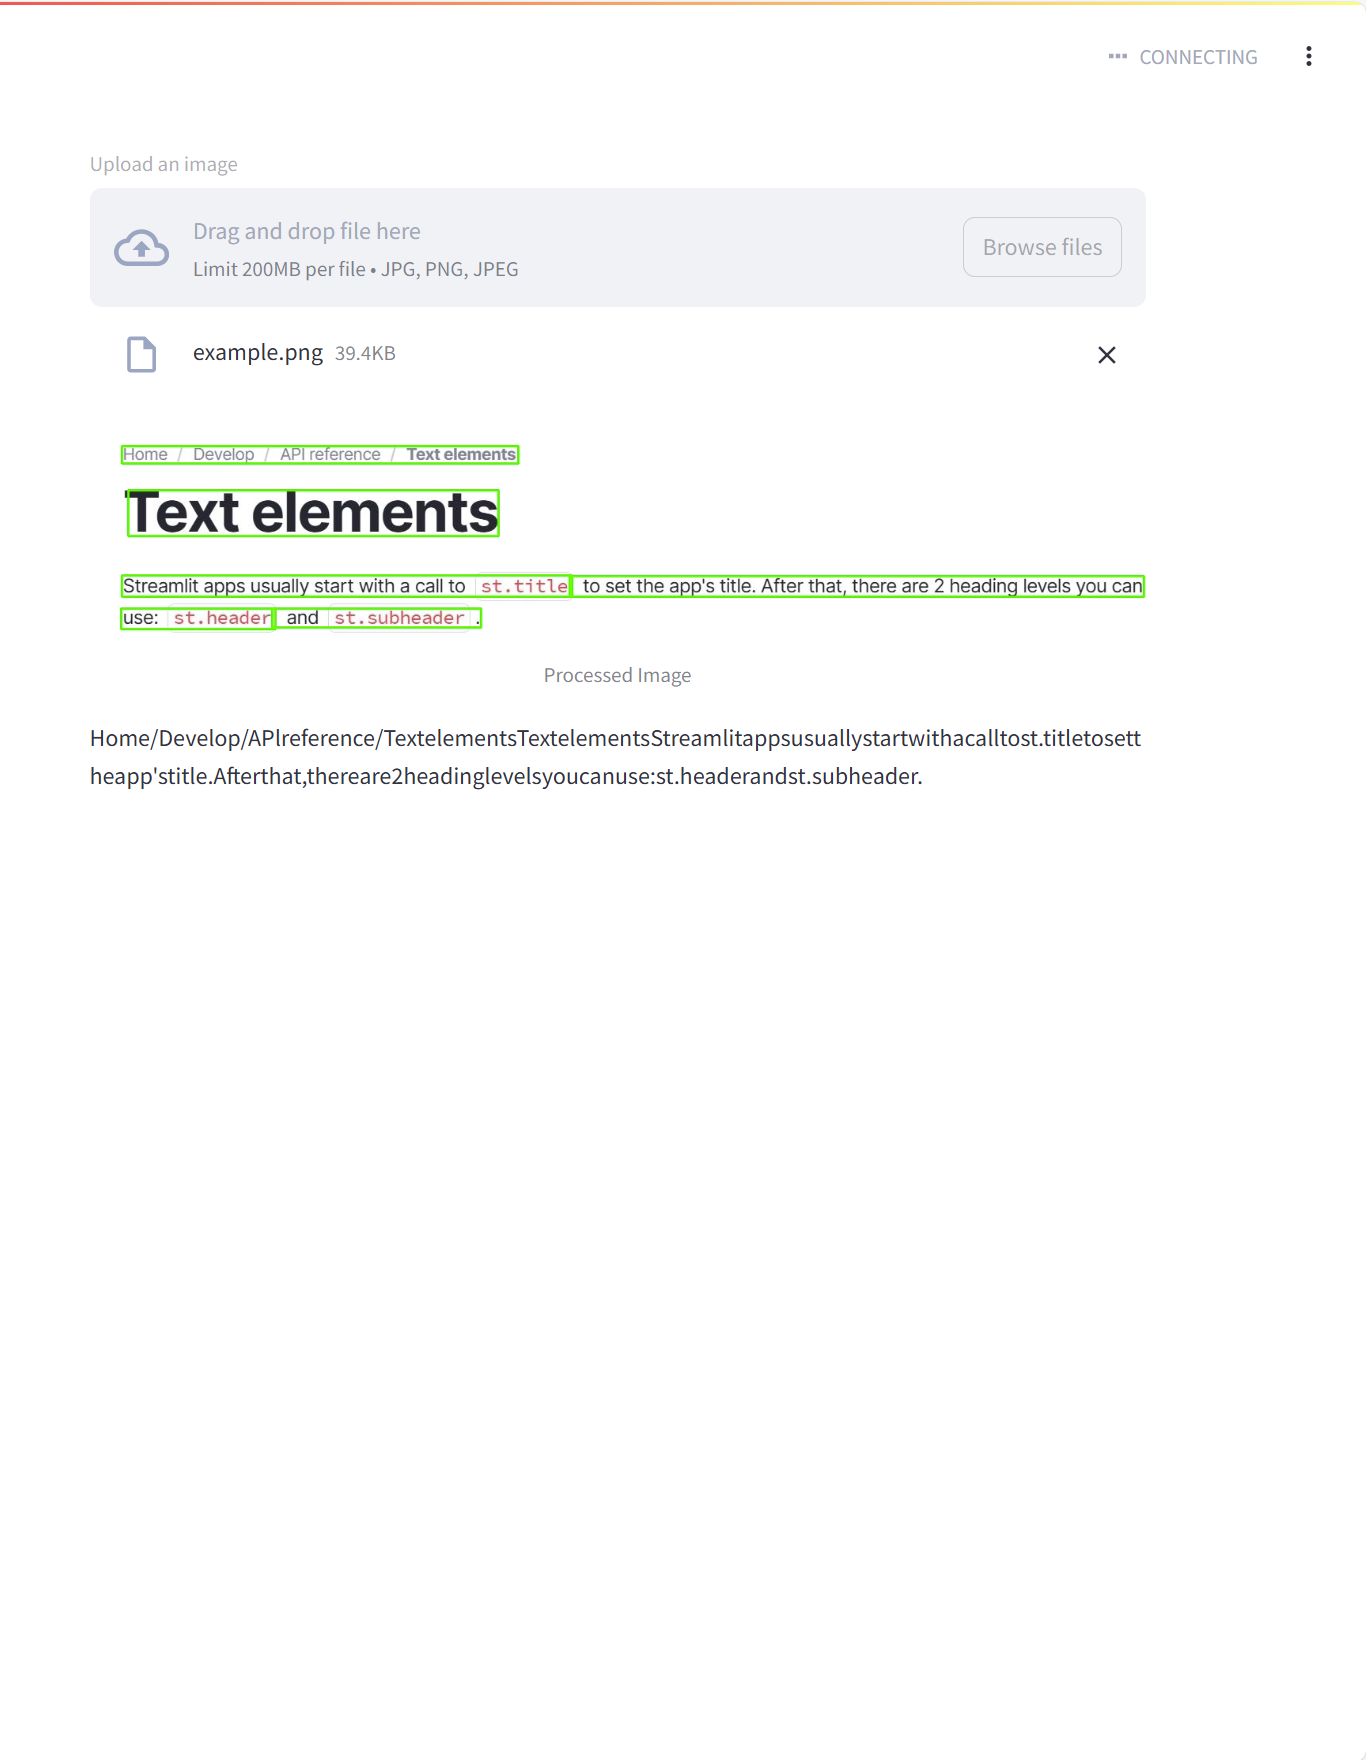 CONNECTING
Upload an image
Drag and drop file here
Limit 200MB per file • JPG, PNG, JPEG
Browse files
example.png 39.4KB
Home / Develop / API reference / Text elements
Text elements
Streamlit apps usually start with a call to st.title to set the app's title. After that, there are 2 heading levels you can
use: st.header and st.subheader .
Processed Image
Home/Develop/APlreference/TextelementsTextelementsStreamlitappsusuallystartwithacalltost.titletosett
heapp'stitle.Afterthat,thereare2headinglevelsyoucanuse:st.headerandst.subheader.